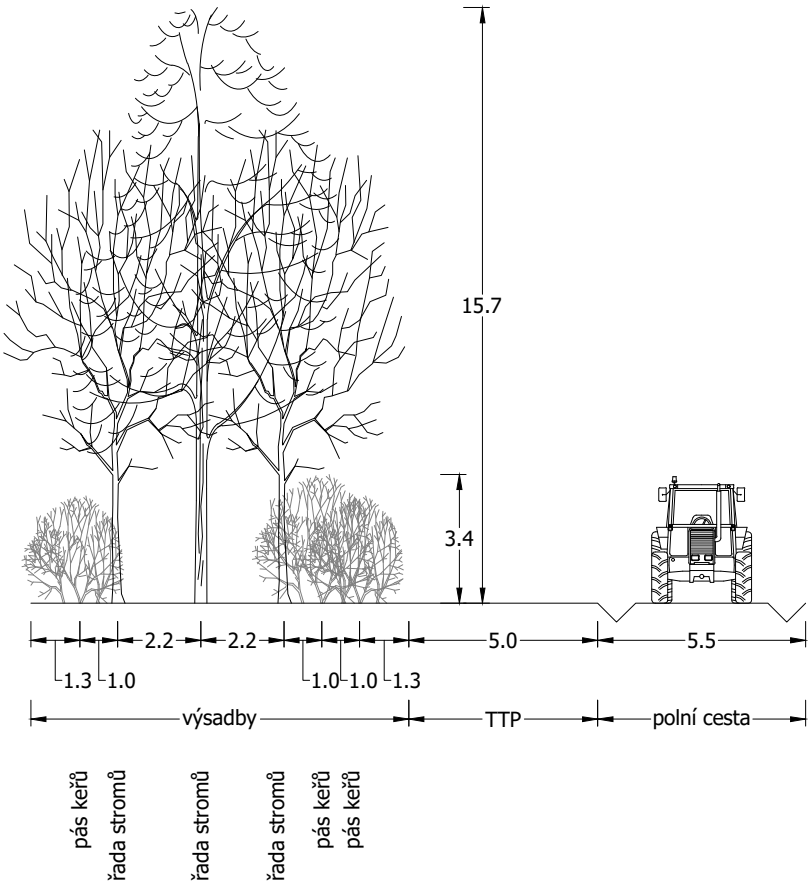 15.7
3.4
2.2 2.2 5.0 5.5
1.3 1.0 1.0 1.0 1.3
výsadby TTP polní cesta
pás keřů
řada stromů
řada stromů
řada stromů
pás keřů
pás keřů